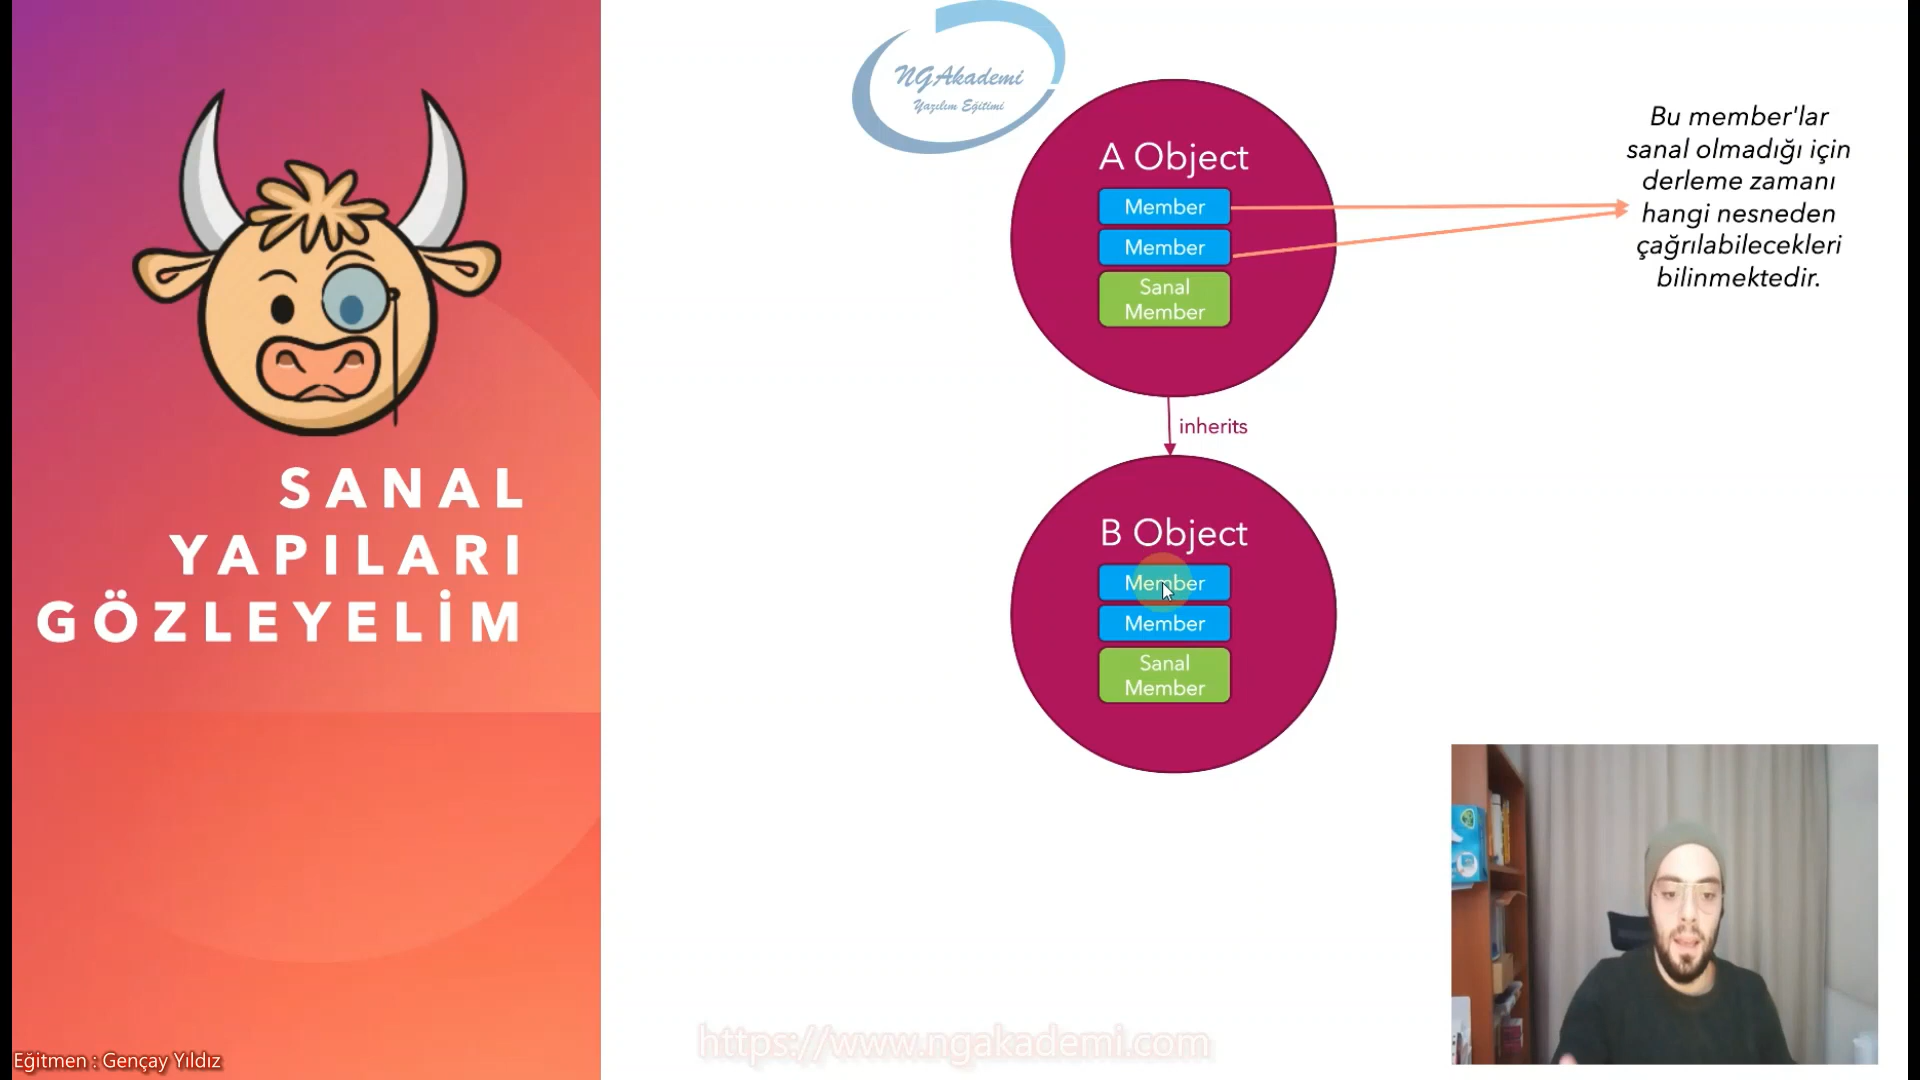 NGAkademi
Yazılım Eğitimi
SANAL
YAPILARI
GÖZLEYELİM
A Object
Member
Member
Sanal
Member
Bu member'lar
sanal olmadığı için
derleme zamanı
hangi nesneden
çağrılabilecekleri
bilinmektedir.
inherits
B Object
Member
Member
Sanal
Member
https://www.ngakademi.com
Eğitmen : Gençay Yıldız